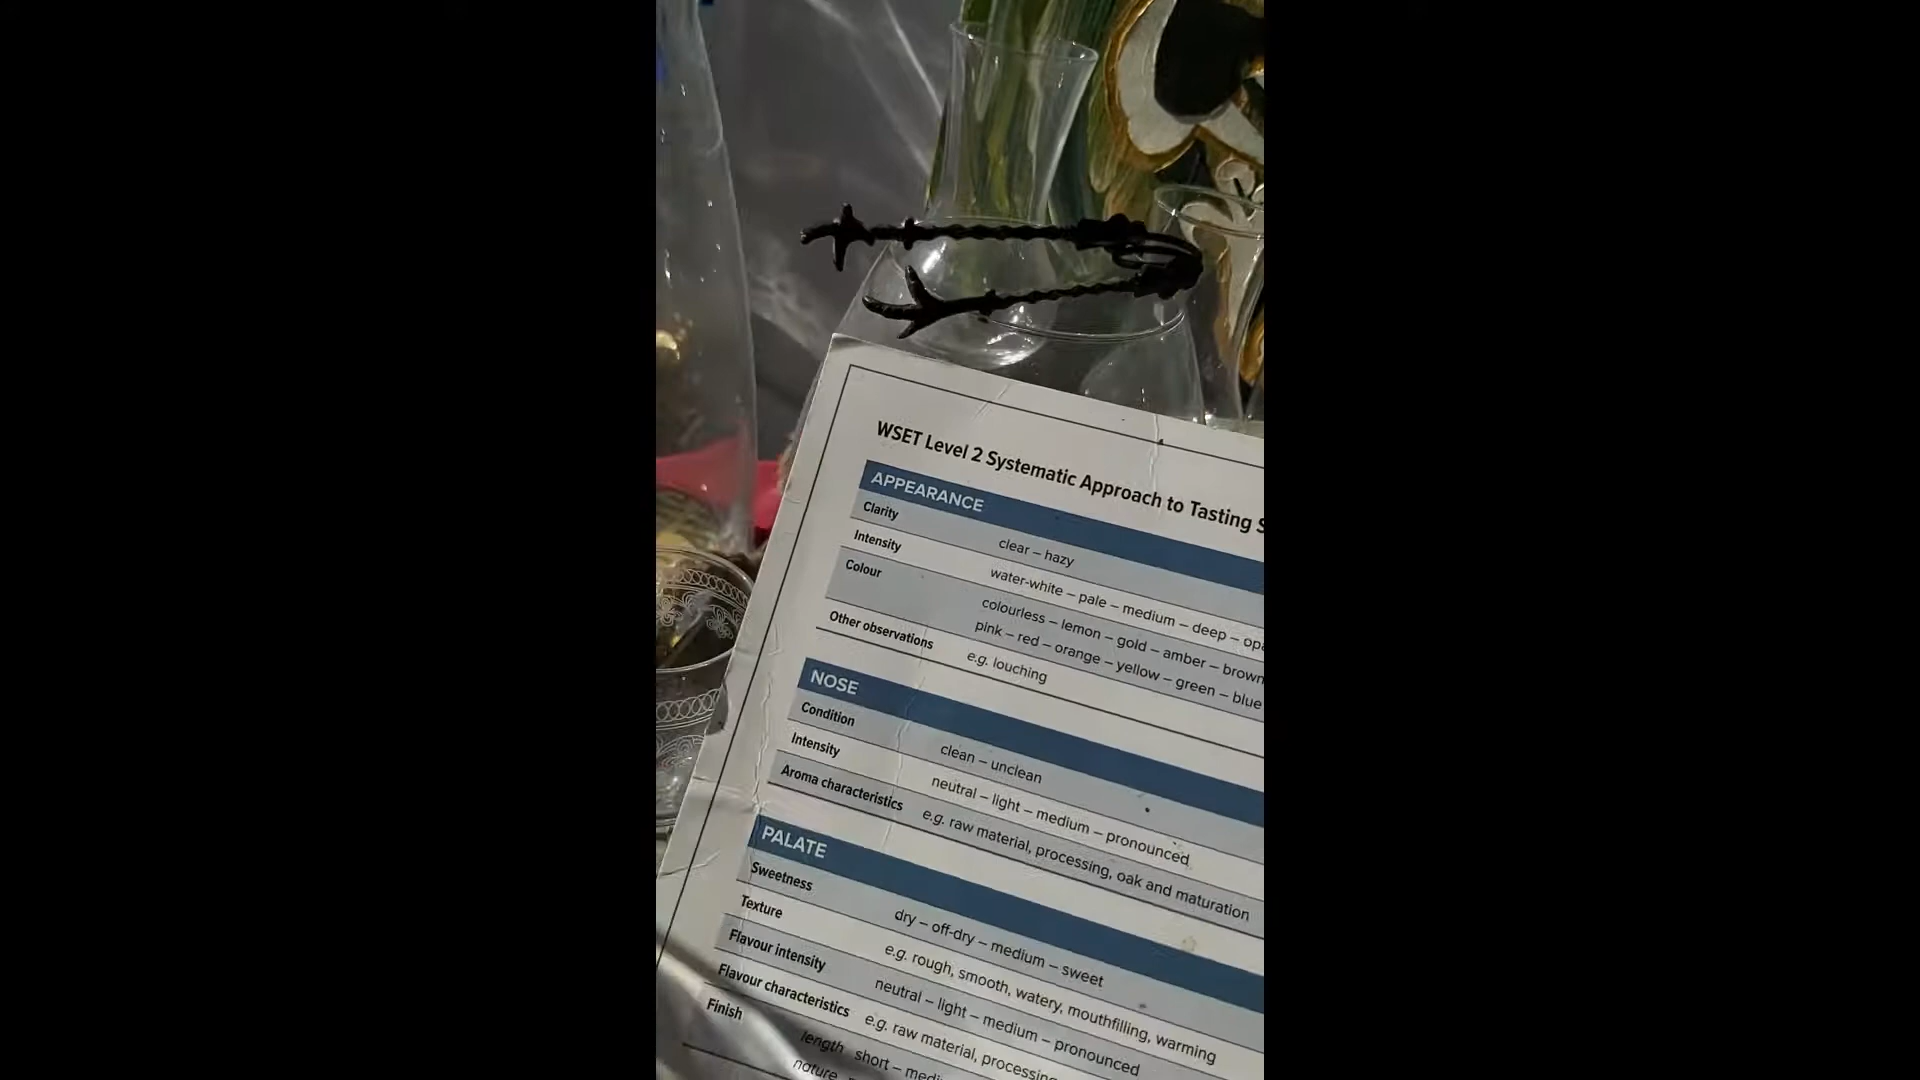 WSET Level 2 Systematic Approach to Tasting
APPEARANCE
Clarity clear – hazy
Intensity water-white – pale – medium – deep –
Colour colourless – lemon – gold – amber – brown
pink – red – orange – yellow – green – blue
Other observations e.g. louching
NOSE
Condition clean – unclean
Intensity neutral – light – medium – pronounced
Aroma characteristics e.g. raw material, processing, oak and maturation
PALATE
Sweetness dry – off-dry – medium – sweet
Texture e.g. rough, smooth, watery, mouthfilling, warming
Flavour intensity neutral – light – medium – pronounced
Flavour characteristics e.g. raw material, processing
Finish length short –
nature